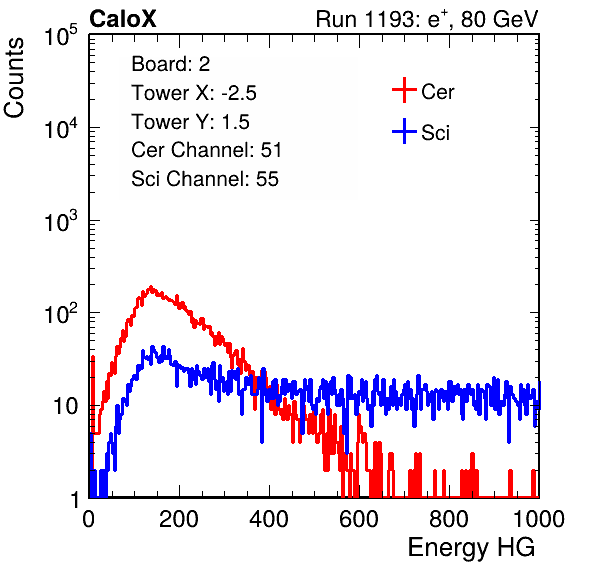 CaloX Run 1193: e⁺, 80 GeV
Counts
10⁵
10⁴
10³
10²
10
1
Board: 2
Tower X: -2.5
Tower Y: 1.5
Cer Channel: 51
Sci Channel: 55
Cer
Sci
0 200 400 600 800 1000
Energy HG